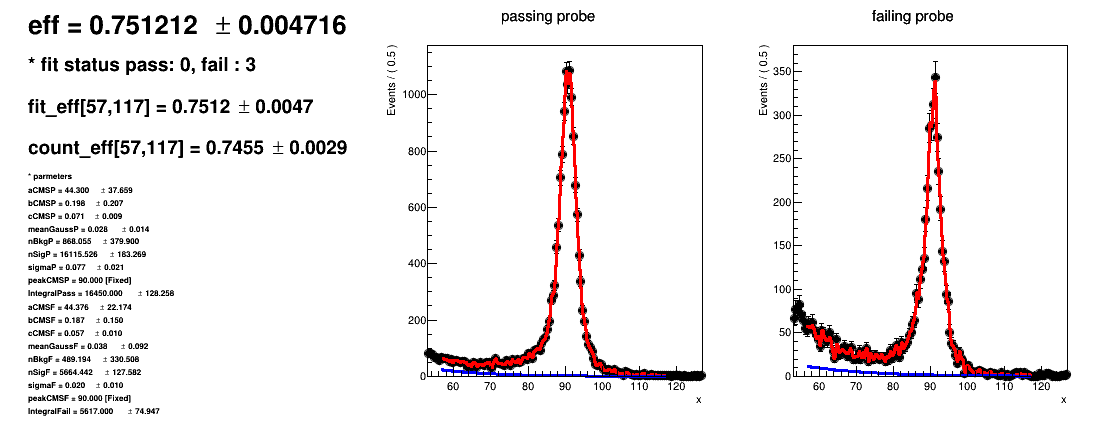 eff = 0.751212 ± 0.004716
* fit status pass: 0, fail : 3
fit_eff[57,117] = 0.7512 ± 0.0047
count_eff[57,117] = 0.7455 ± 0.0029
* parmeters
aCMSP = 44.300 ± 37.659
bCMSP = 0.198 ± 0.207
cCMSP = 0.071 ± 0.009
meanGaussP = 0.028 ± 0.014
nBkgP = 868.055 ± 379.900
nSigP = 16115.526 ± 183.269
sigmaP = 0.077 ± 0.021
peakCMSP = 90.000 [Fixed]
IntegralPass = 16450.000 ± 128.258
aCMSF = 44.376 ± 22.174
bCMSF = 0.187 ± 0.150
cCMSF = 0.057 ± 0.010
meanGaussF = 0.038 ± 0.092
nBkgF = 489.194 ± 330.508
nSigF = 5664.442 ± 127.582
sigmaF = 0.020 ± 0.010
peakCMSF = 90.000 [Fixed]
IntegralFail = 5617.000 ± 74.947
passing probe
Events / ( 0.5 )
1000
800
600
400
200
0
60 70 80 90 100 110 120
x
failing probe
Events / ( 0.5 )
350
300
250
200
150
100
50
0
60 70 80 90 100 110 120
x